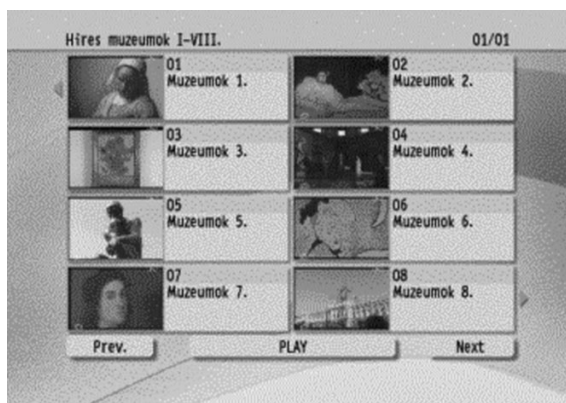 Hires muzeumok I-VIII.
01/01
01
Muzeumok 1.
02
Muzeumok 2.
03
Muzeumok 3.
04
Muzeumok 4.
05
Muzeumok 5.
06
Muzeumok 6.
07
Muzeumok 7.
08
Muzeumok 8.
Prev.
PLAY
Next